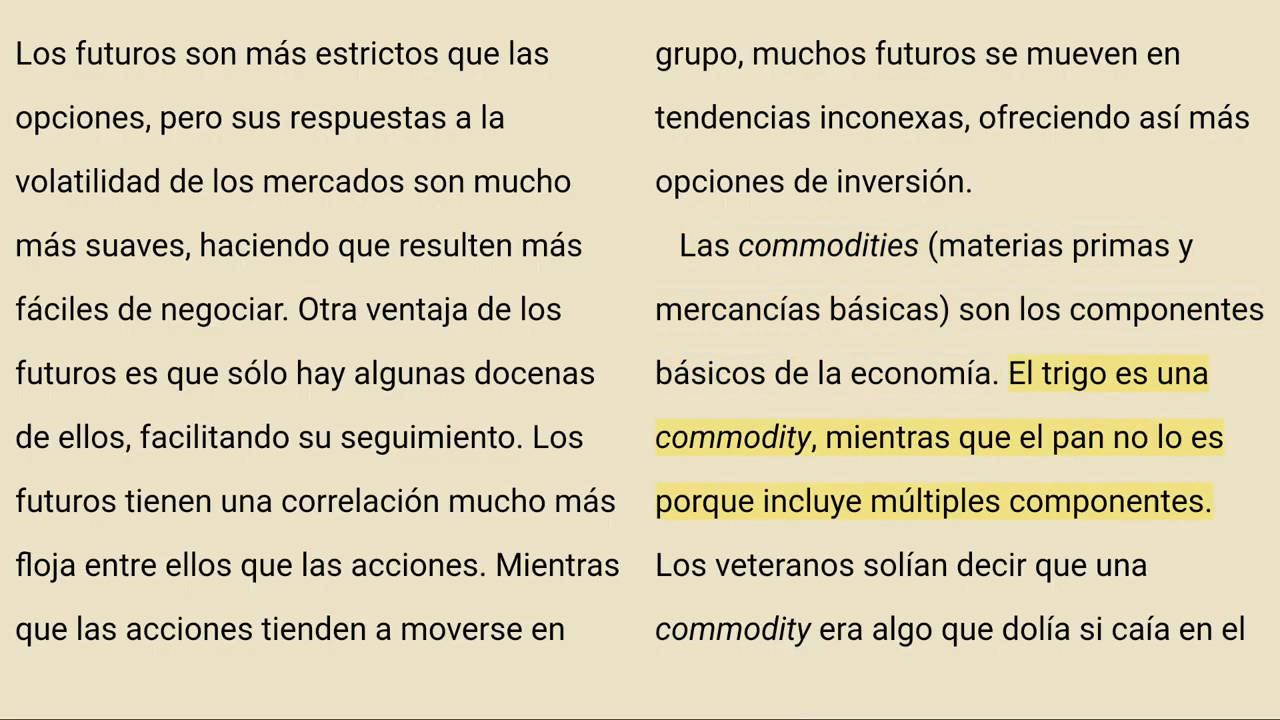 Los futuros son más estrictos que las
opciones, pero sus respuestas a la
volatilidad de los mercados son mucho
más suaves, haciendo que resulten más
fáciles de negociar. Otra ventaja de los
futuros es que sólo hay algunas docenas
de ellos, facilitando su seguimiento. Los
futuros tienen una correlación mucho más
floja entre ellos que las acciones. Mientras
que las acciones tienden a moverse en
grupo, muchos futuros se mueven en
tendencias inconexas, ofreciendo así más
opciones de inversión.
Las commodities (materias primas y
mercancías básicas) son los componentes
básicos de la economía. El trigo es una
commodity, mientras que el pan no lo es
porque incluye múltiples componentes.
Los veteranos solían decir que una
commodity era algo que dolía si caía en el